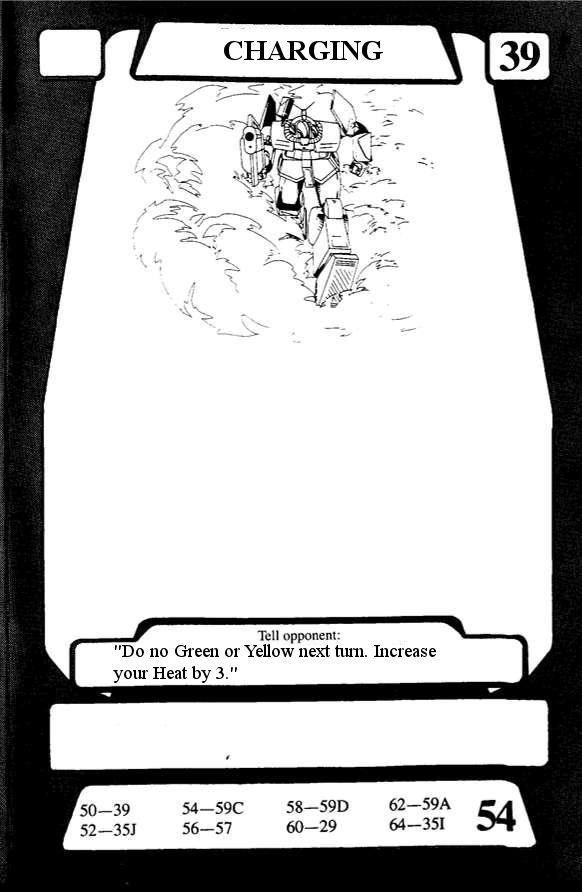 CHARGING
39
Tell opponent:
"Do no Green or Yellow next turn. Increase
your Heat by 3."
50—39 54—59C 58—59D 62—59A
52—35J 56—57 60—29 64—35I
54